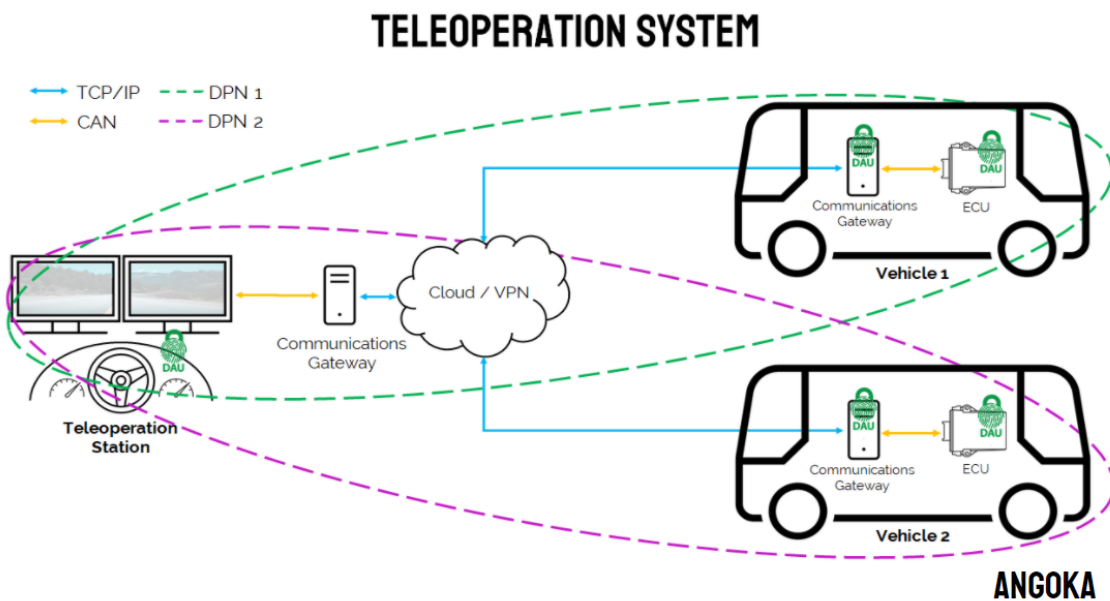 TELEOPERATION SYSTEM
TCP/IP
DPN 1
CAN
DPN 2
DAU
DAU
Communications
Gateway
ECU
Vehicle 1
Cloud / VPN
Communications
Gateway
DAU
Teleoperation
Station
DAU
DAU
Communications
Gateway
ECU
Vehicle 2
ANGOKA